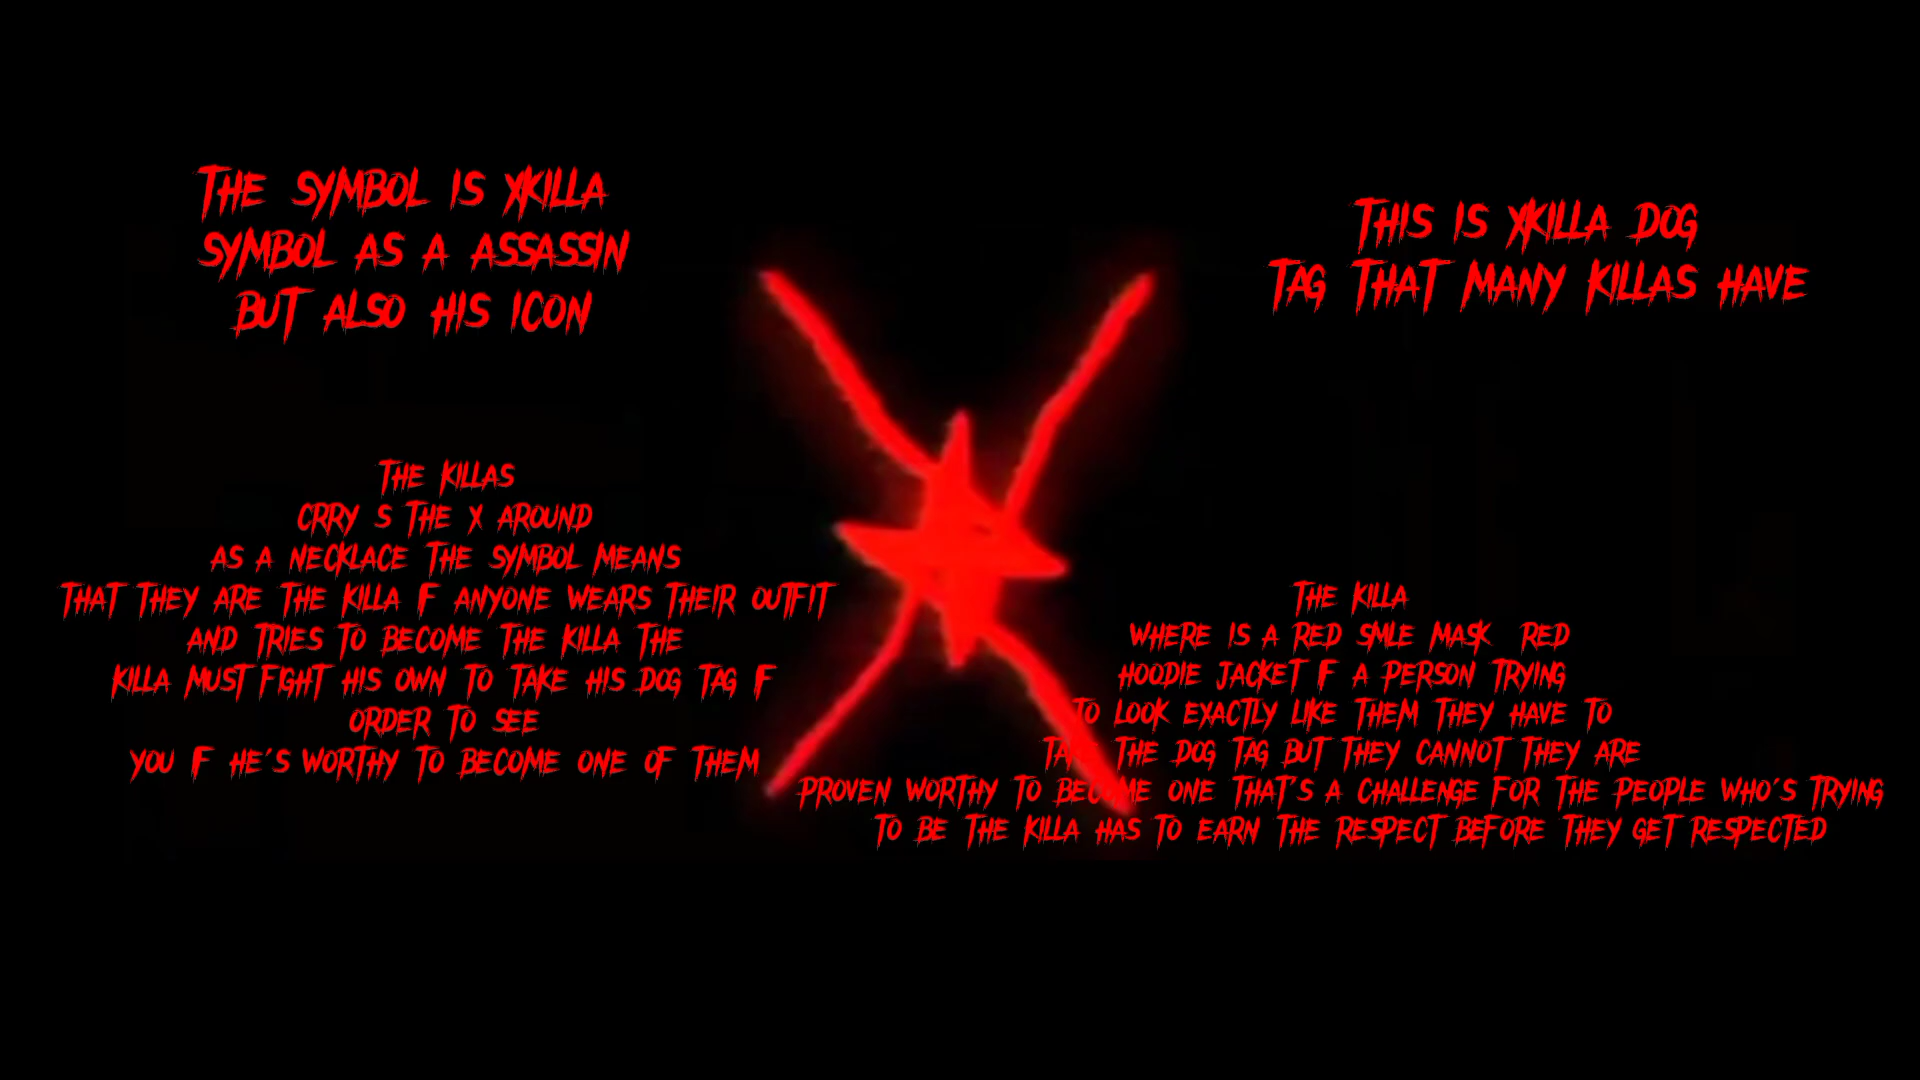 THE SYMBOL IS XKILLA
SYMBOL AS A ASSASSIN
BUT ALSO HIS ICON
THIS IS XKILLA DOG
TAG THAT MANY KILLAS HAVE
THE KILLAS
CRRY S THE X AROUND
AS A NECKLACE THE SYMBOL MEANS
THAT THEY ARE THE KILLA IF ANYONE WEARS THEIR OUTFIT
AND TRIES TO BECOME THE KILLA THE
KILLA MUST FIGHT HIS OWN TO TAKE HIS DOG TAG IF
ORDER TO SEE
YOU IF HE'S WORTHY TO BECOME ONE OF THEM
THE KILLA
WHERE IS A RED SMILE MASK RED
HOODIE JACKET IF A PERSON TRYING
TO LOOK EXACTLY LIKE THEM THEY HAVE TO
THE DOG TAG BUT THEY CANNOT THEY ARE
PROVEN WORTHY TO BECOME ONE THAT'S A CHALLENGE FOR THE PEOPLE WHO'S TRYING
TO BE THE KILLA HAS TO EARN THE RESPECT BEFORE THEY GET RESPECTED